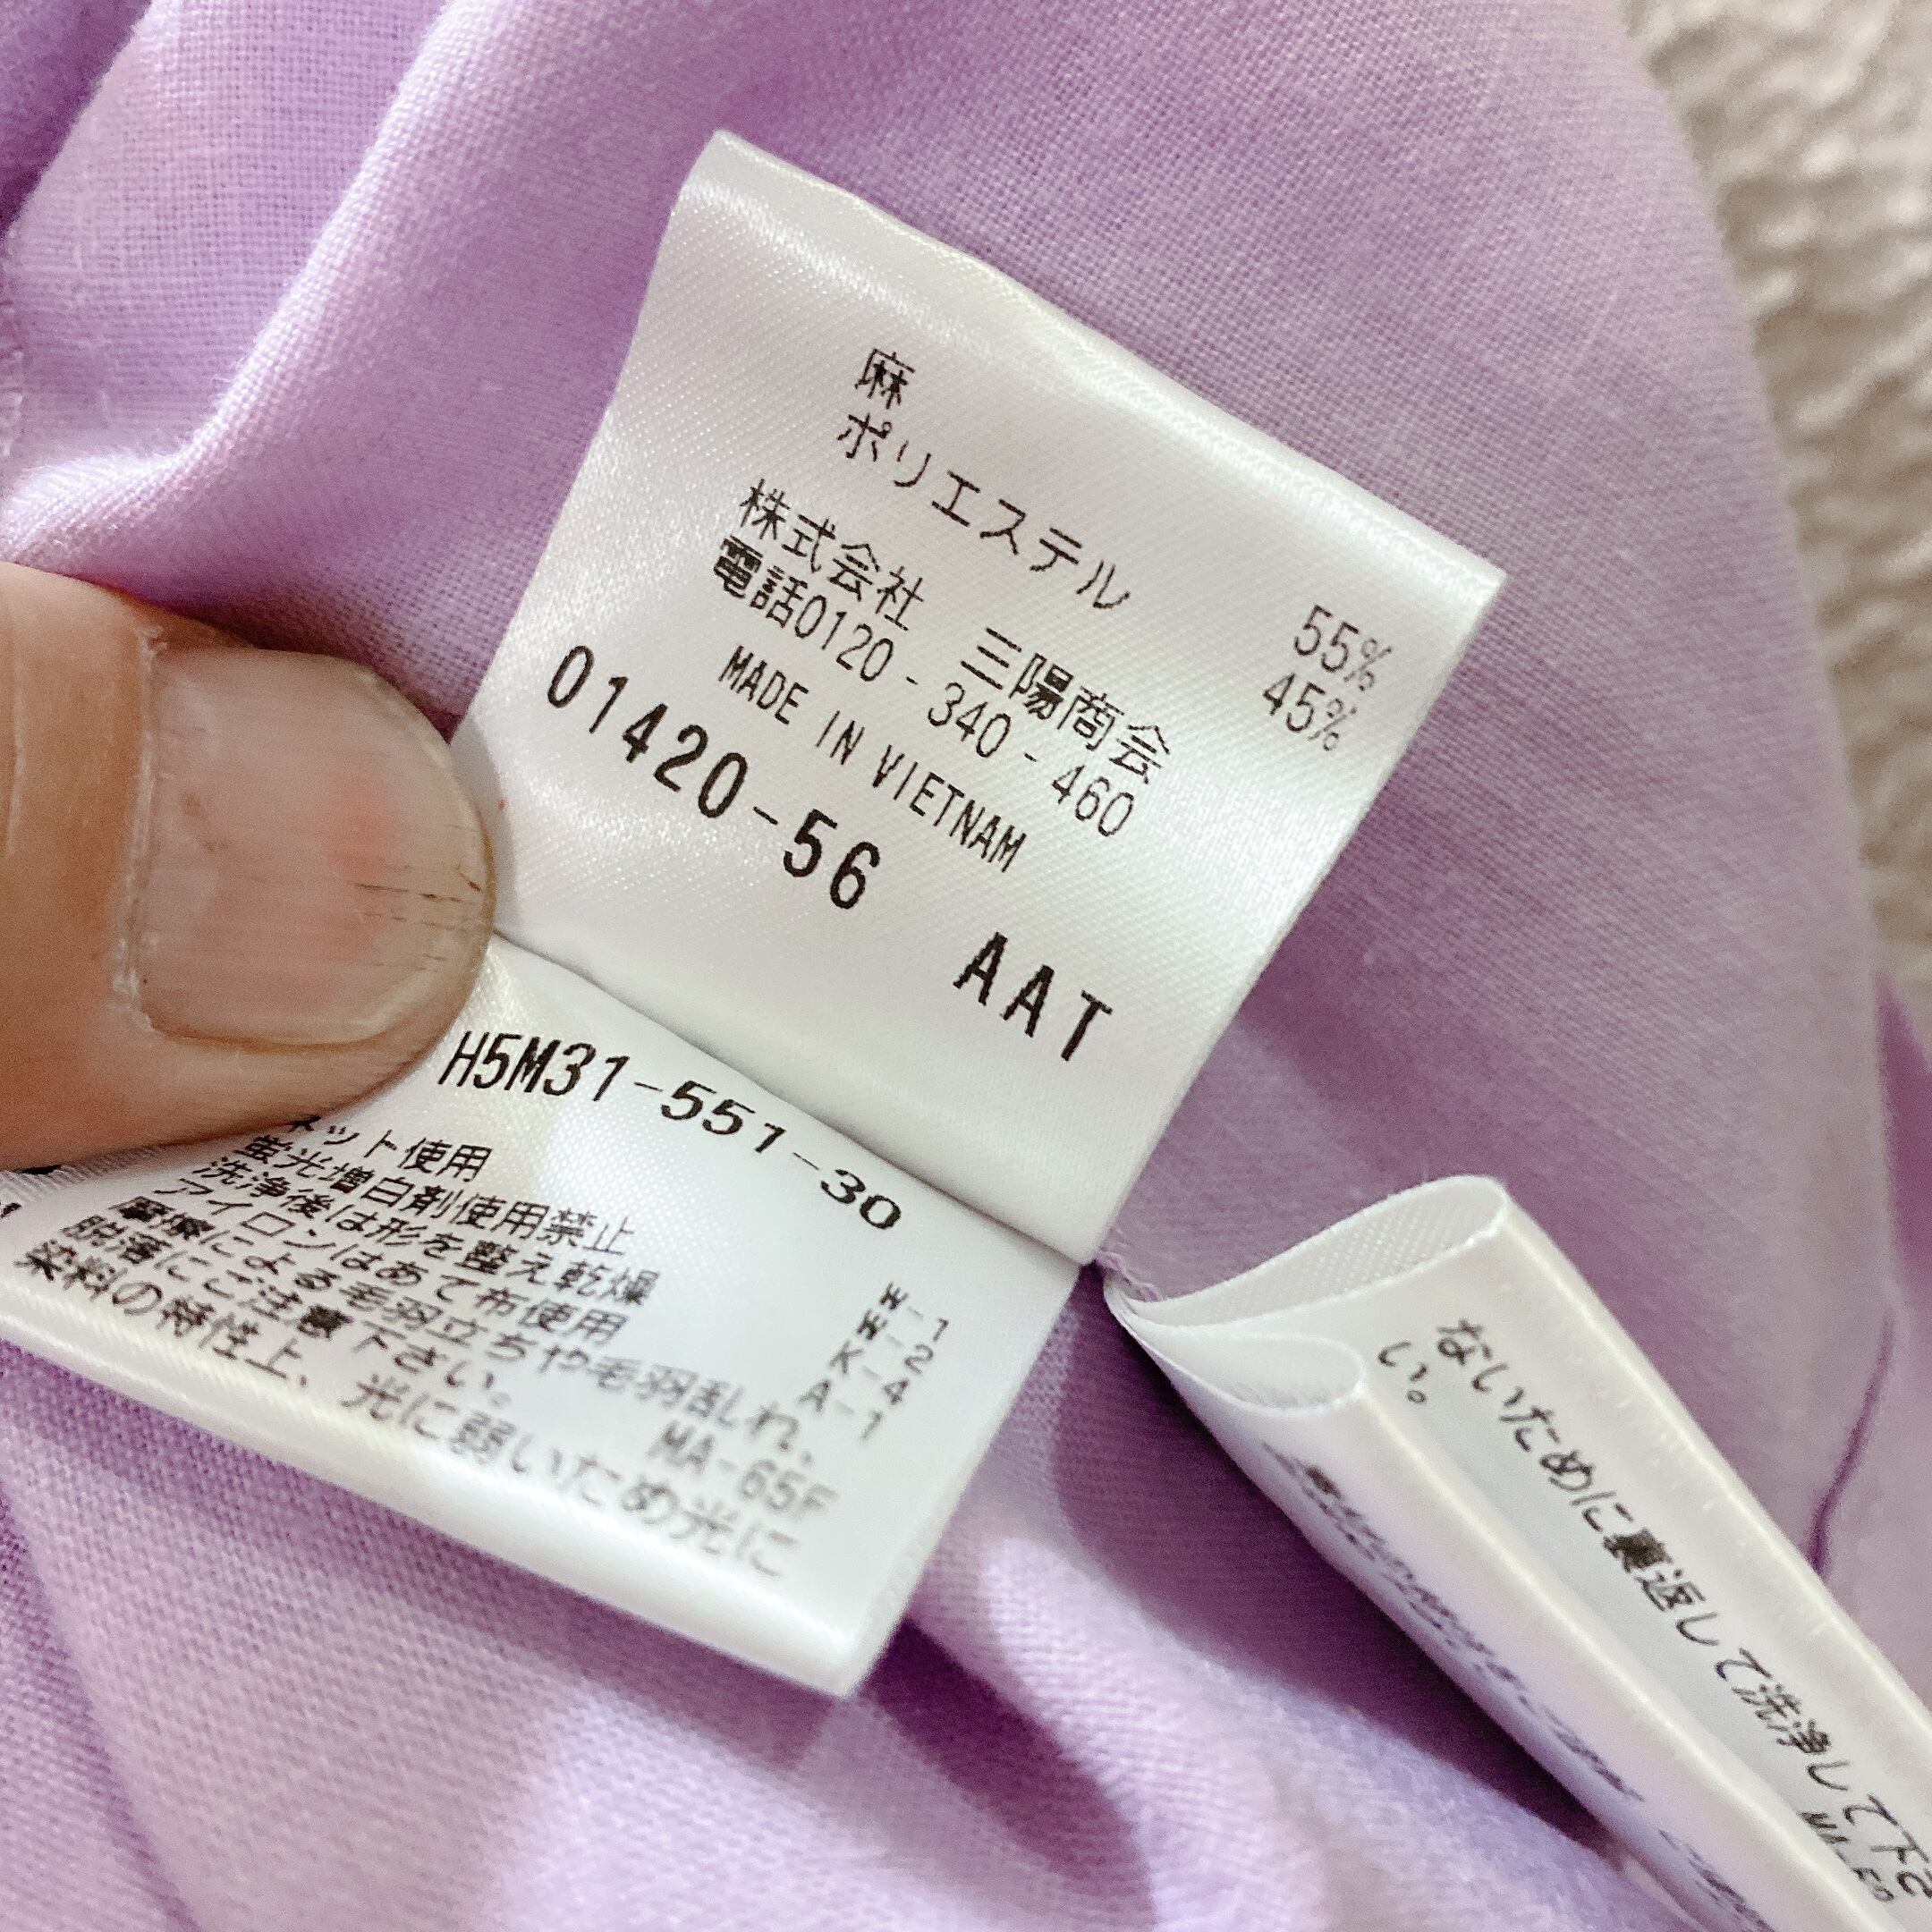 麻 55%
ポリエステル 45%
株式会社 三陽商会
電話0120-340-460
MADE IN VIETNAM
01420-56 AAT
H5M31-551-30
ネット使用 W-1
蛍光増白剤使用禁止 W-2
洗浄後は形を整え乾燥 K-4
アイロンはあて布使用 A-1
摩擦による毛羽立ちや毛羽乱れ、
脱落にご注意下さい。 MA-65F
染料の特性上、光に弱いため光に
ないために裏返して洗浄して下さ
い。